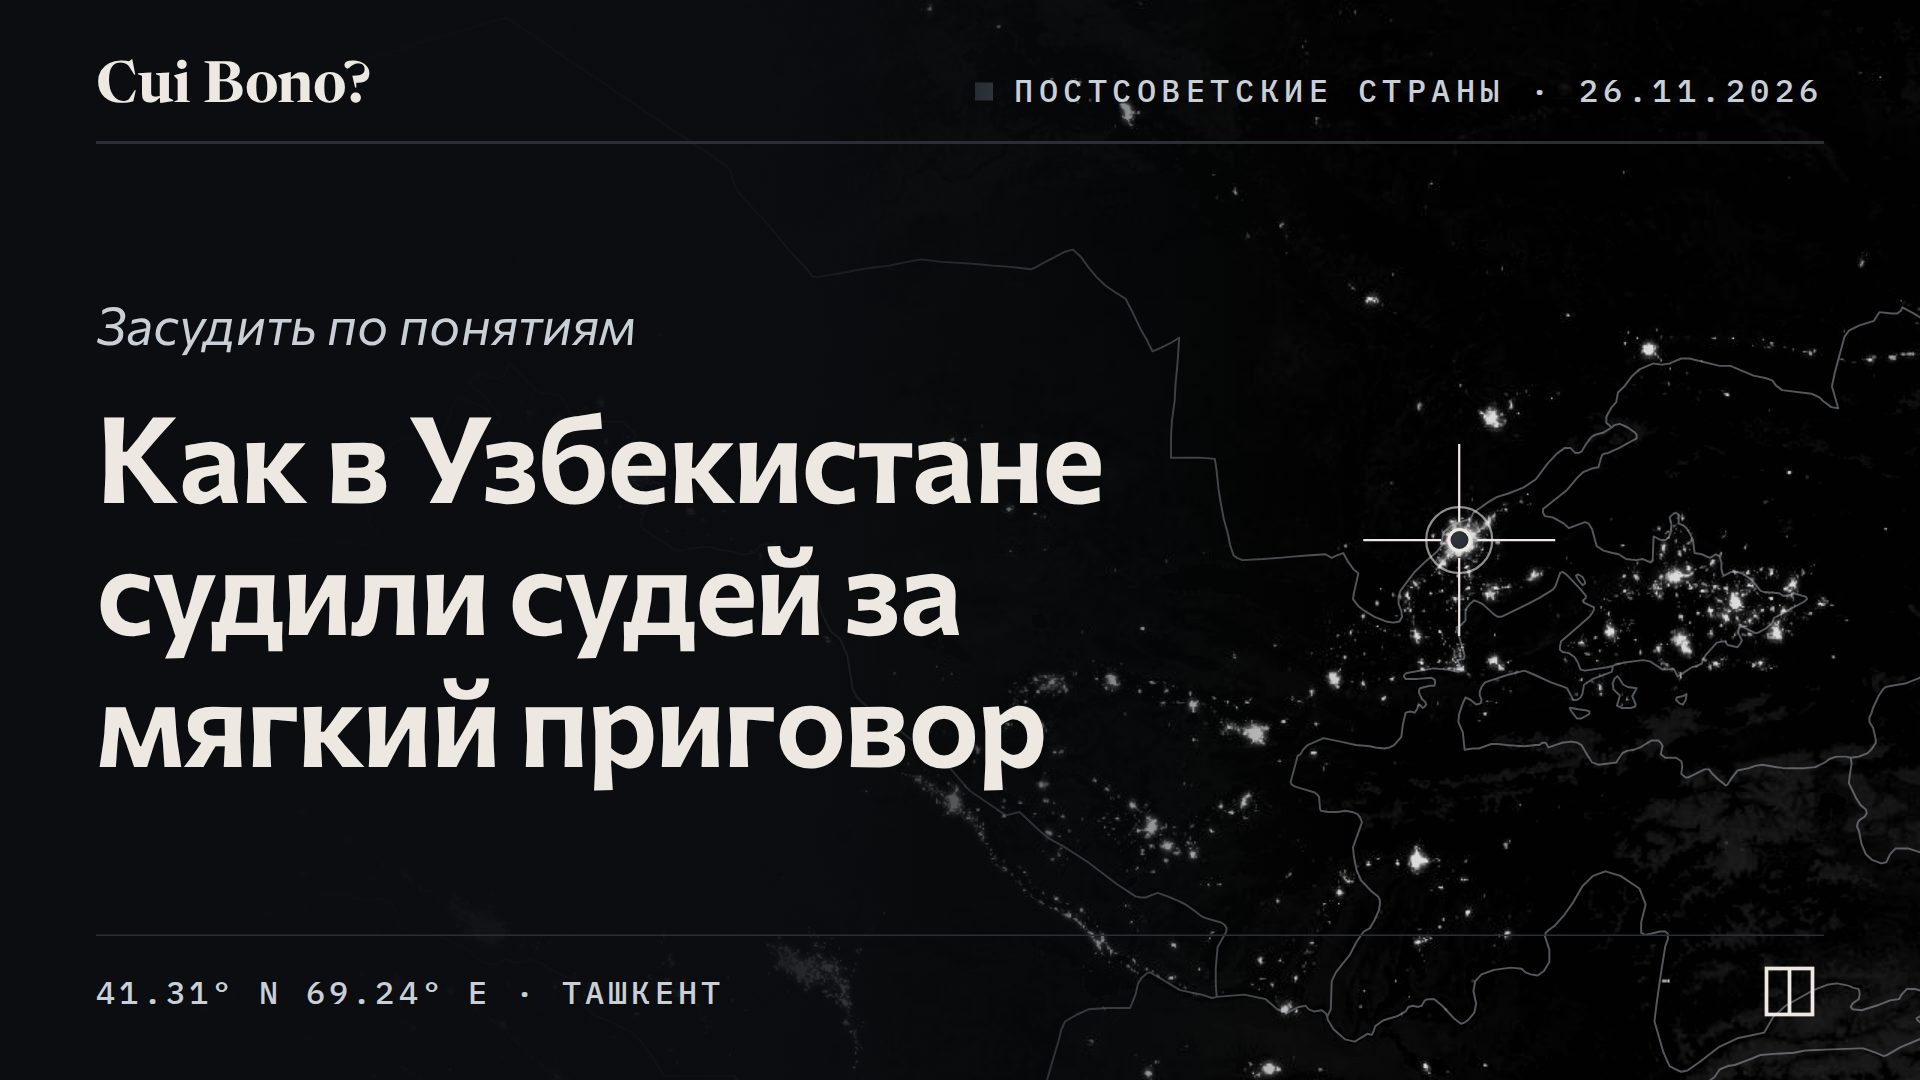 Cui Bono?
ПОСТСОВЕТСКИЕ СТРАНЫ · 26.11.2026
Засудить по понятиям
Как в Узбекистане
судили судей за
мягкий приговор
41.31° N 69.24° E · ТАШКЕНТ